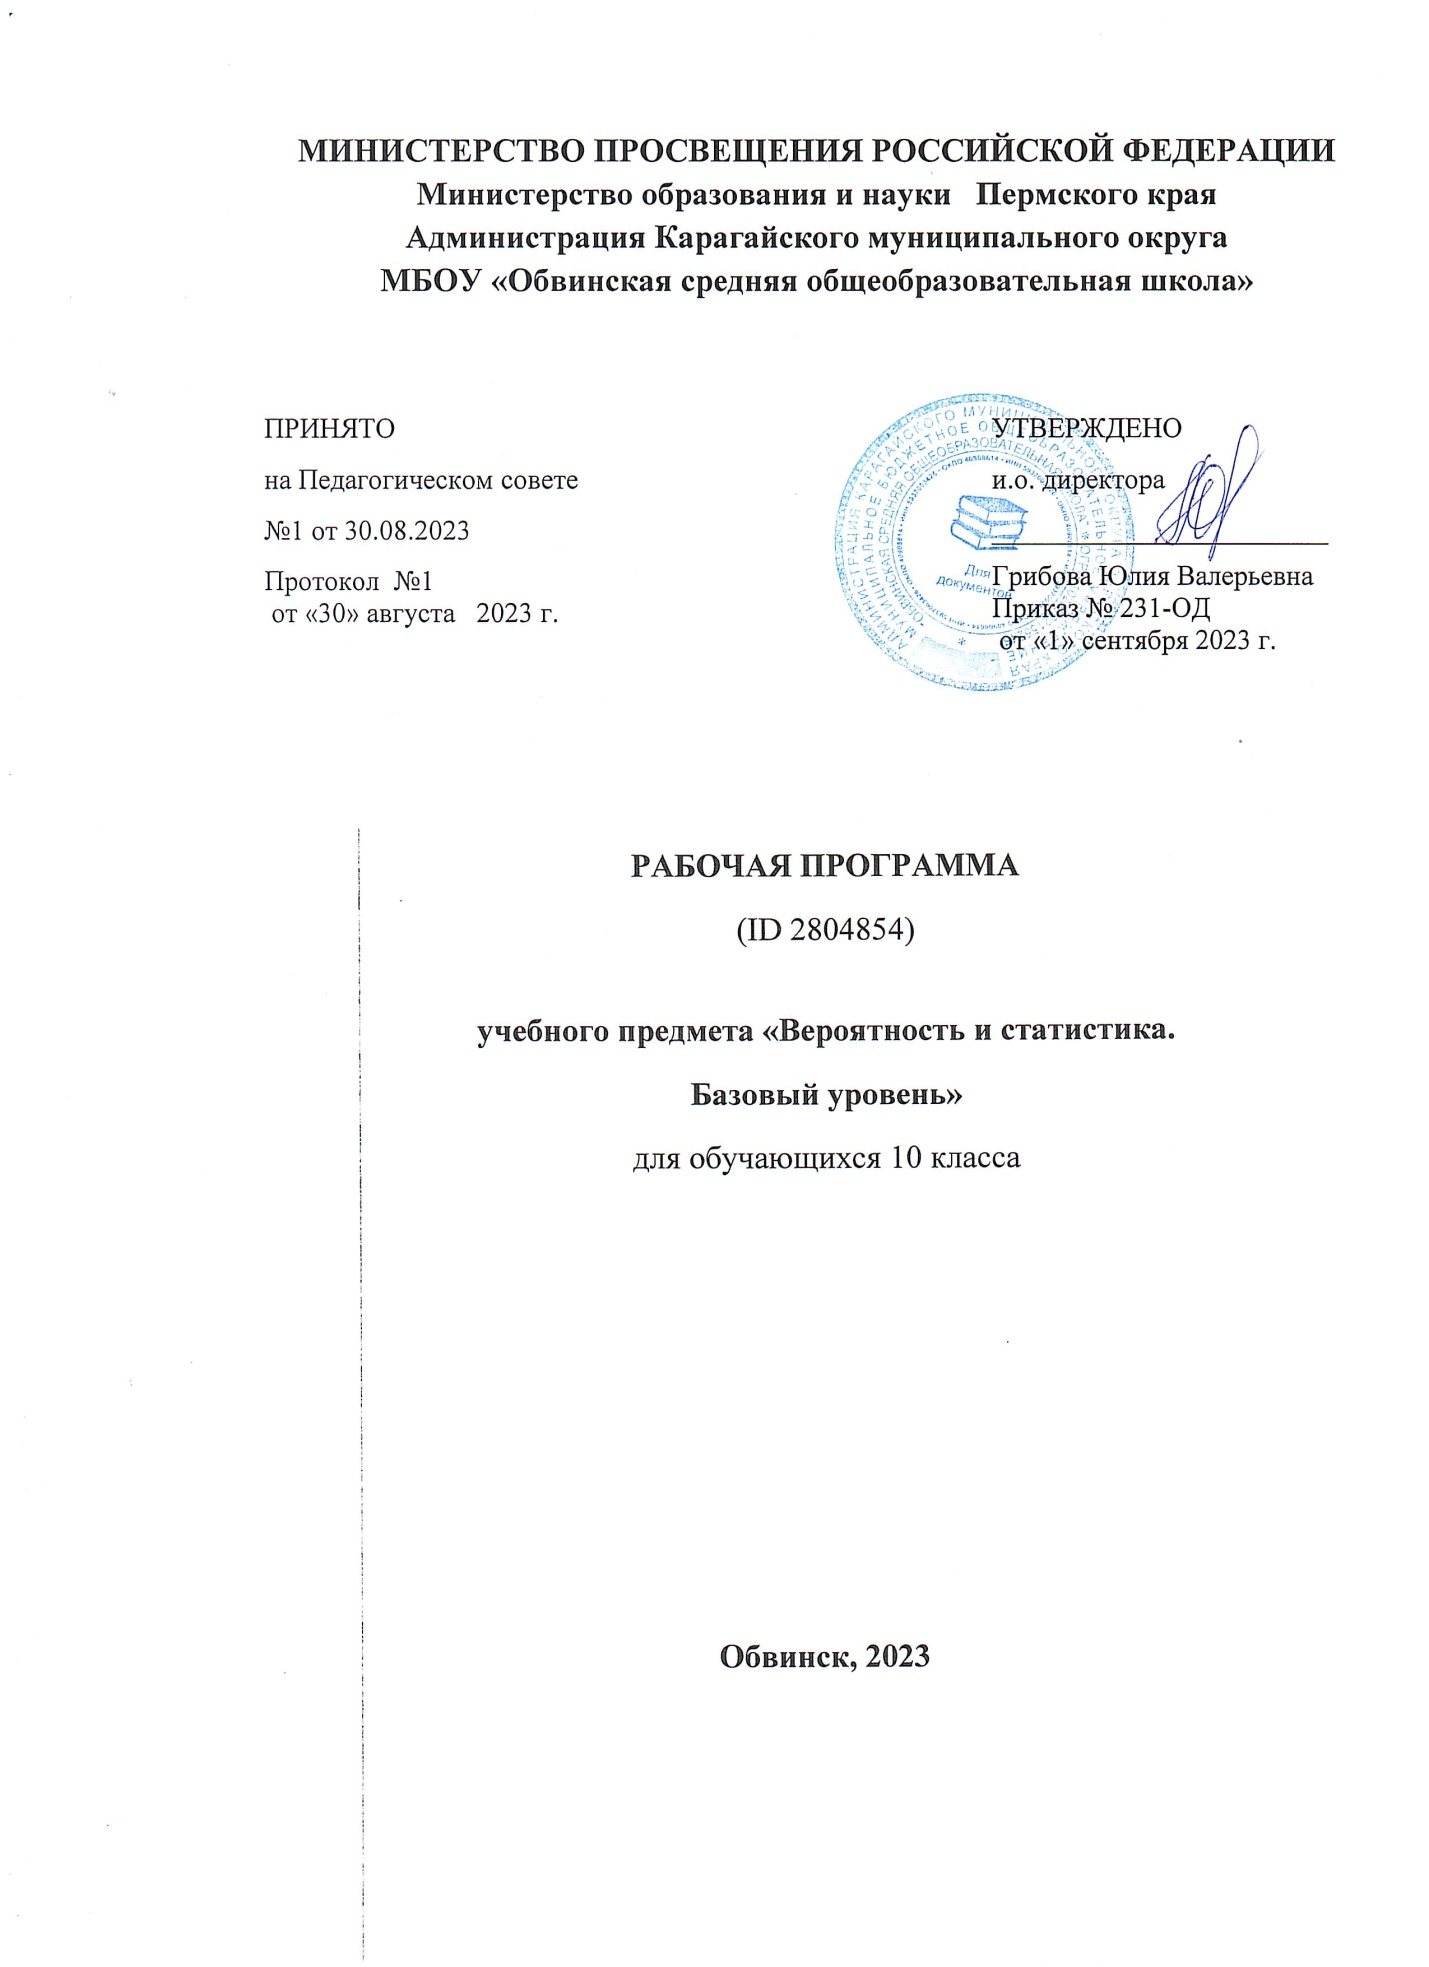 МИНИСТЕРСТВО ПРОСВЕЩЕНИЯ РОССИЙСКОЙ ФЕДЕРАЦИИ
Министерство образования и науки Пермского края
Администрация Карагайского муниципального округа
МБОУ «Обвинская средняя общеобразовательная школа»
ПРИНЯТО
на Педагогическом совете
№1 от 30.08.2023
Протокол №1
от «30» августа 2023 г.
УТВЕРЖДЕНО
и.о. директора
Грибова Юлия Валерьевна
Приказ № 231-ОД
от «1» сентября 2023 г.
Для
документов
РАБОЧАЯ ПРОГРАММА
(ID 2804854)
учебного предмета «Вероятность и статистика.
Базовый уровень»
для обучающихся 10 класса
Обвинск, 2023